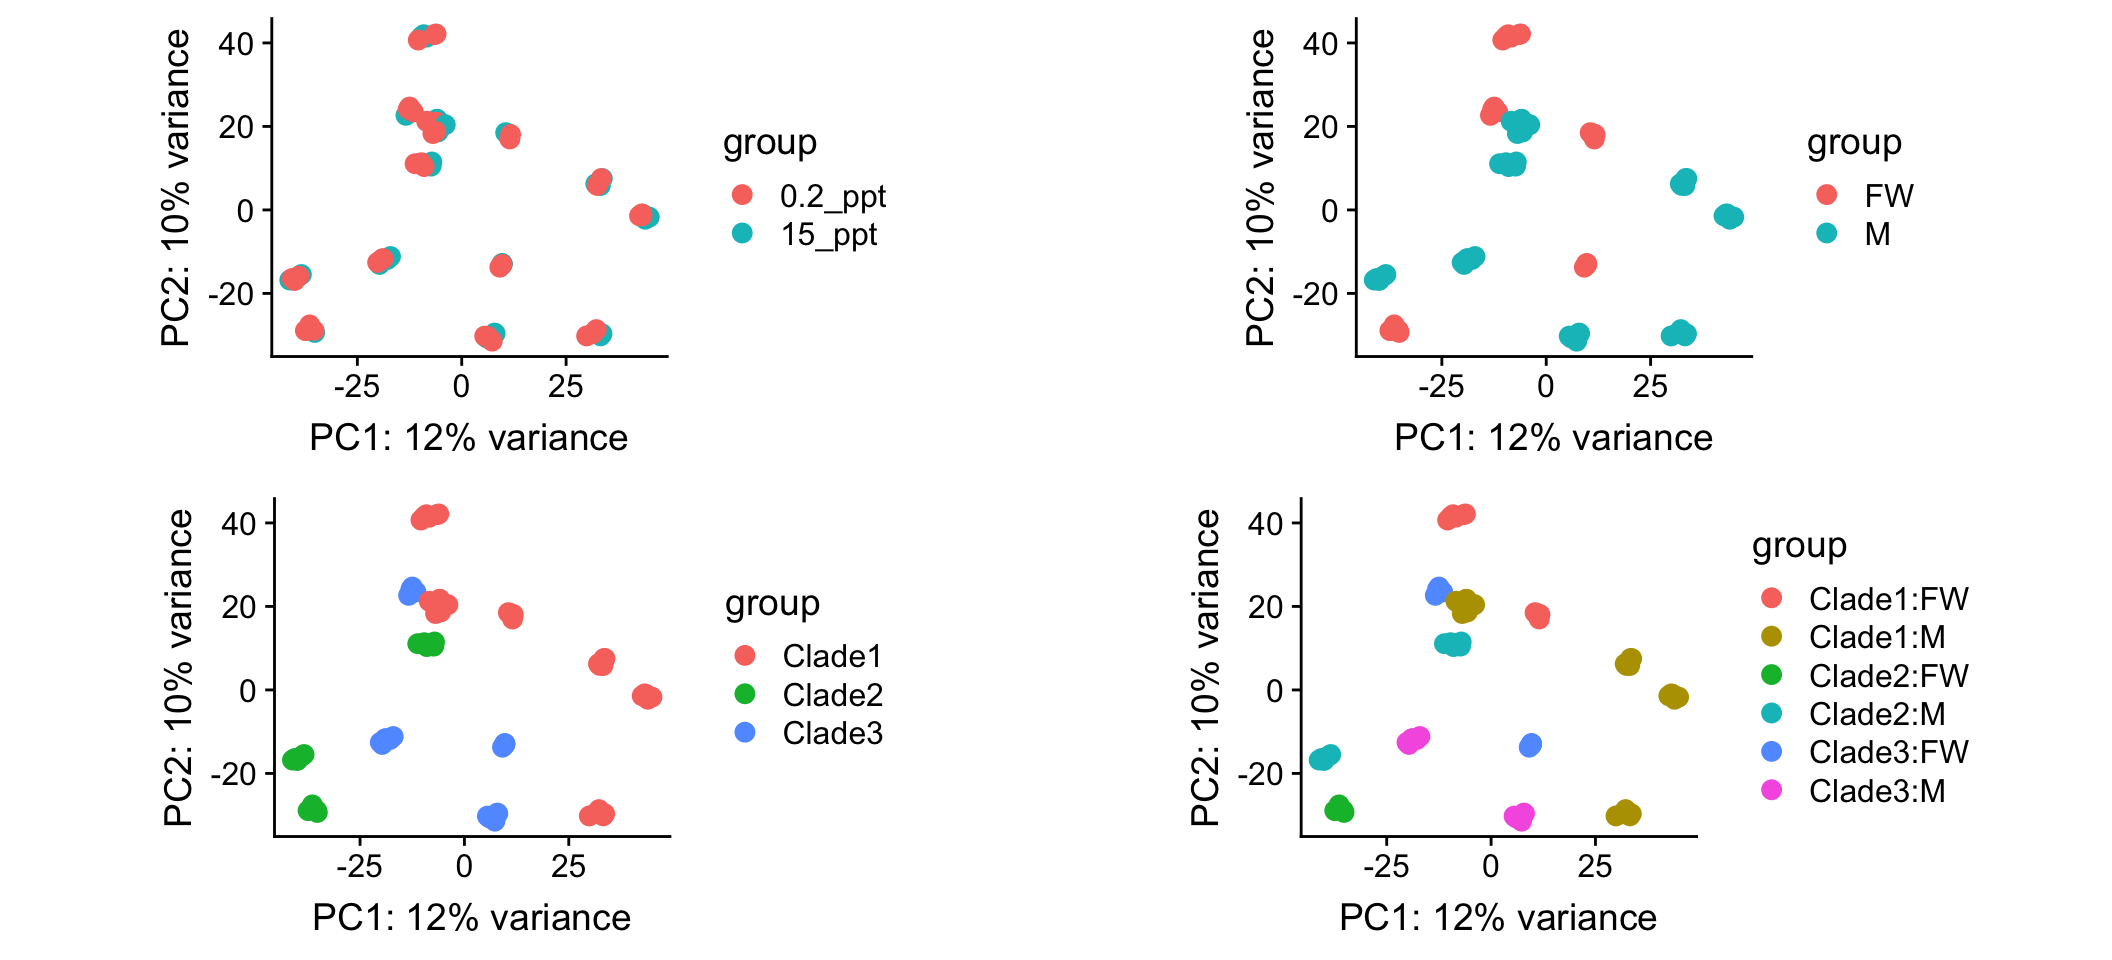 PC2: 10% variance
40
20
0
-20
-25
0
25
PC1: 12% variance
group
0.2_ppt
15_ppt
PC2: 10% variance
40
20
0
-20
-25
0
25
PC1: 12% variance
group
FW
M
PC2: 10% variance
40
20
0
-20
-25
0
25
PC1: 12% variance
group
Clade1
Clade2
Clade3
PC2: 10% variance
40
20
0
-20
-25
0
25
PC1: 12% variance
group
Clade1:FW
Clade1:M
Clade2:FW
Clade2:M
Clade3:FW
Clade3:M